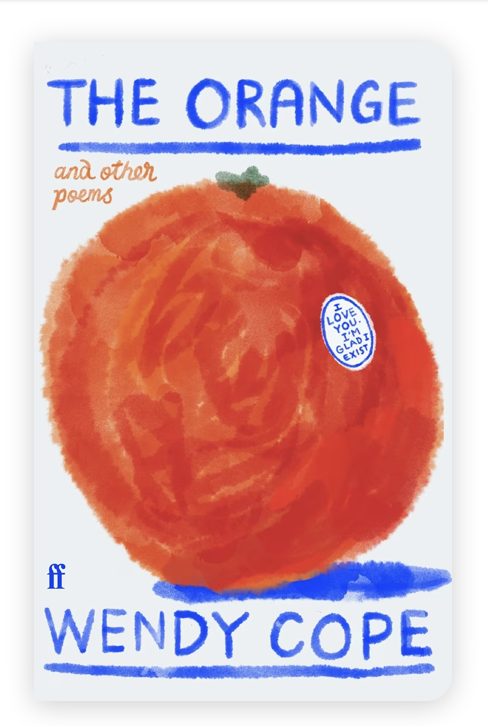 THE ORANGE
and other
poems
I
LOVE
YOU.
I'M
GLAD I
EXIST
ff
WENDY COPE